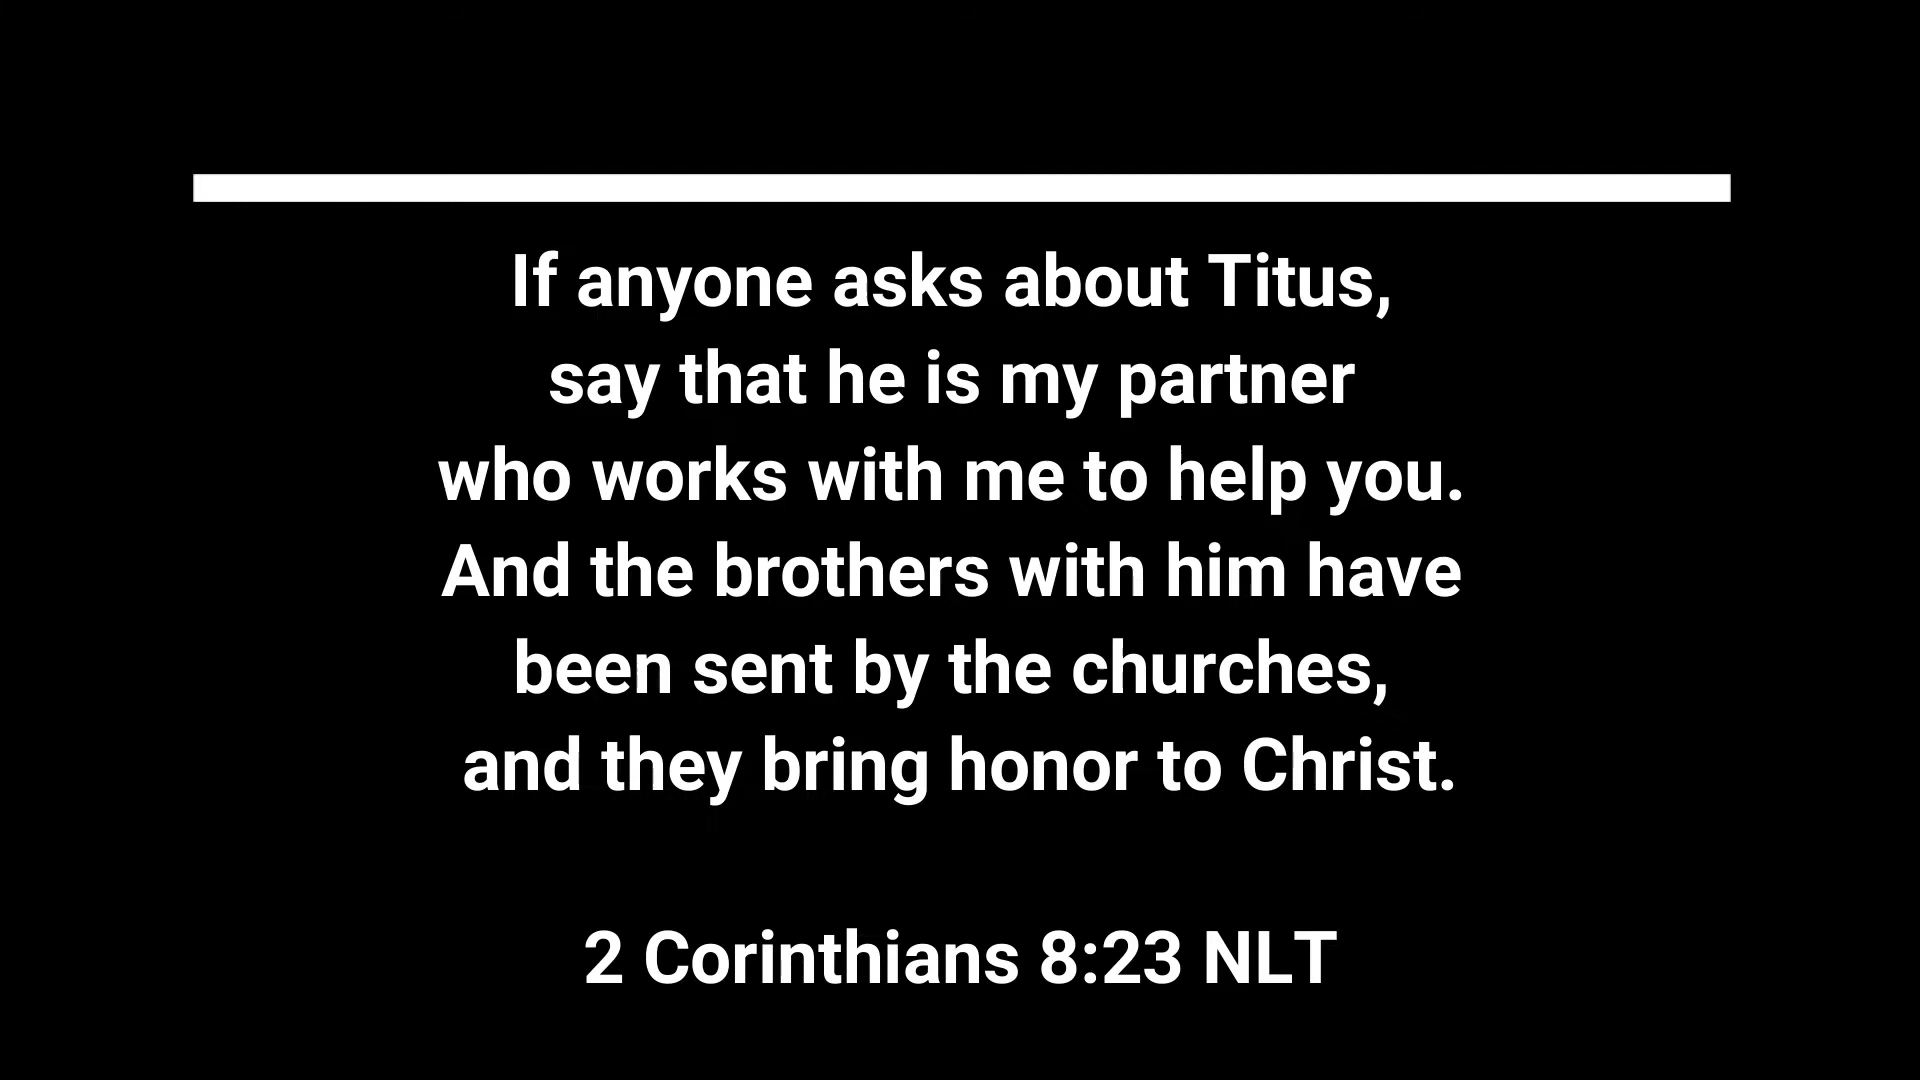 If anyone asks about Titus,
say that he is my partner
who works with me to help you.
And the brothers with him have
been sent by the churches,
and they bring honor to Christ.
2 Corinthians 8:23 NLT